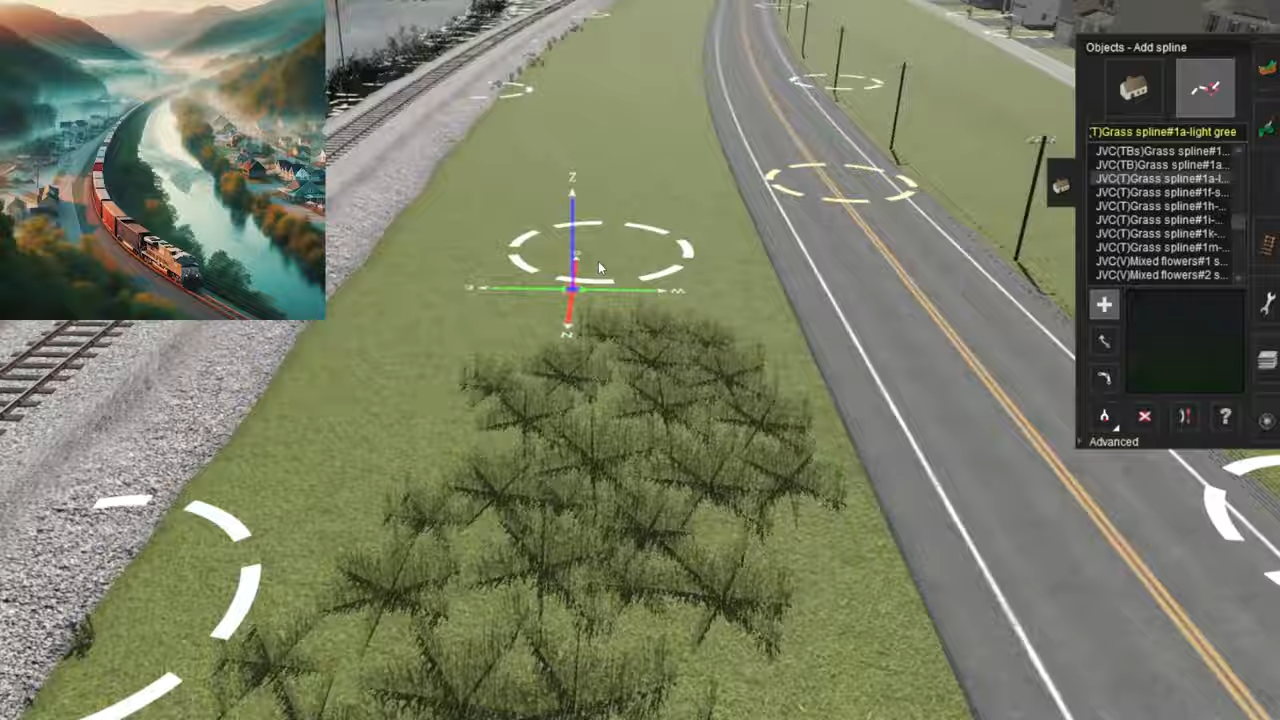 Objects - Add spline
T)Grass spline#1a-light gree
JVC(TBs)Grass spline#1...
JVC(TB)Grass spline#1a...
JVC(T)Grass spline#1a-l...
JVC(T)Grass spline#1f-s...
JVC(T)Grass spline#1h-...
JVC(T)Grass spline#1i-...
JVC(T)Grass spline#1k-...
JVC(T)Grass spline#1m-...
JVC(V)Mixed flowers#1 s...
JVC(V)Mixed flowers#2 s...
Advanced
Z